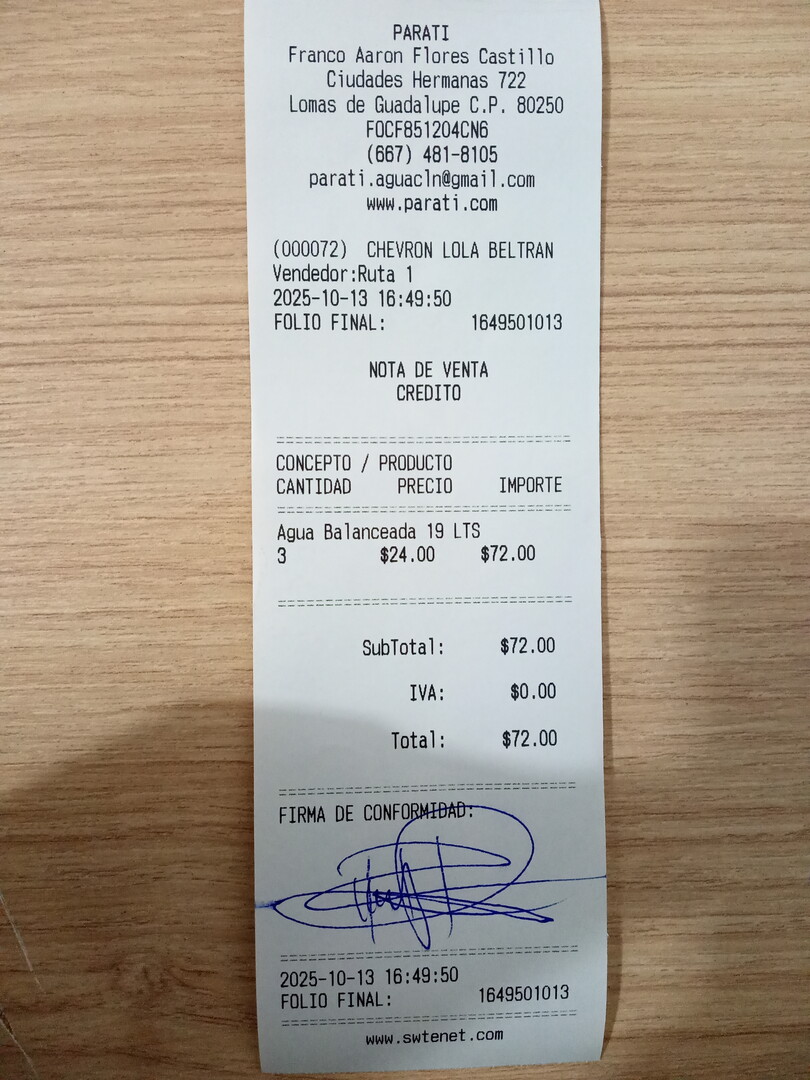 PARATI
Franco Aaron Flores Castillo
Ciudades Hermanas 722
Lomas de Guadalupe C.P. 80250
FOCF851204CN6
(667) 481-8105
parati.aguacln@gmail.com
www.parati.com
(000072) CHEVRON LOLA BELTRAN
Vendedor:Ruta 1
2025-10-13 16:49:50
FOLIO FINAL: 1649501013
NOTA DE VENTA
CREDITO
CONCEPTO / PRODUCTO
CANTIDAD PRECIO IMPORTE
Agua Balanceada 19 LTS
3 $24.00 $72.00
SubTotal: $72.00
IVA: $0.00
Total: $72.00
FIRMA DE CONFORMIDAD:
2025-10-13 16:49:50
FOLIO FINAL: 1649501013
www.swtenet.com